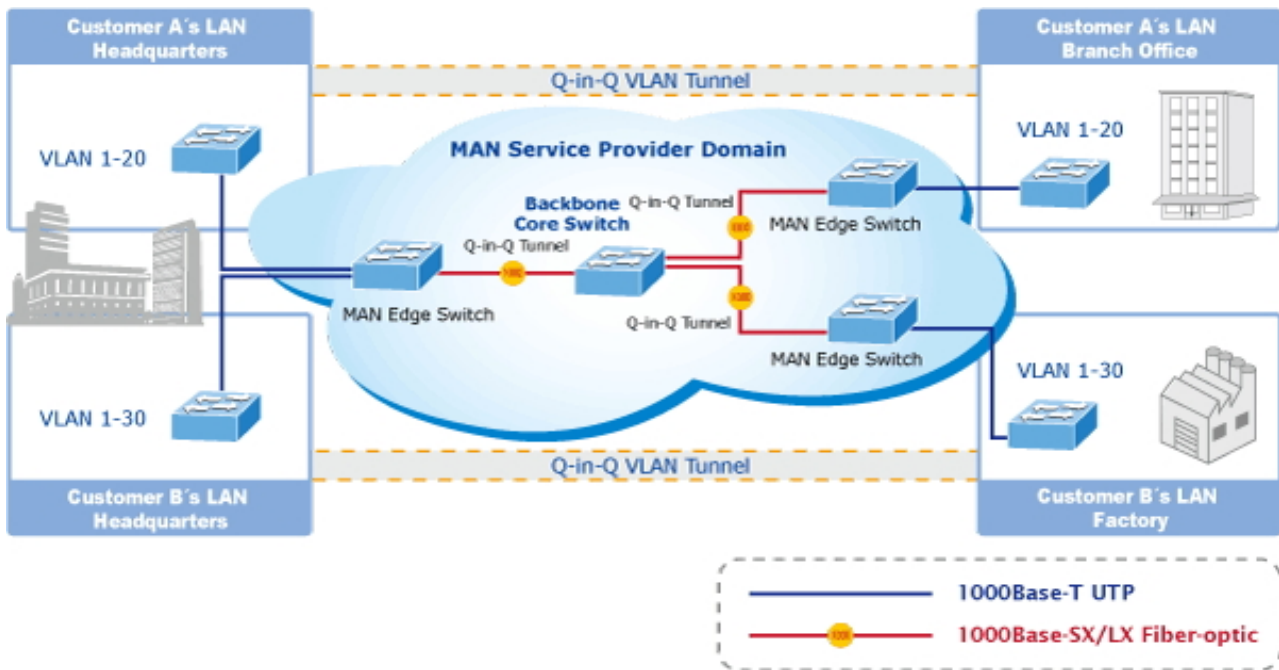 Customer A´s LAN
Headquarters
Customer A´s LAN
Branch Office
Q-in-Q VLAN Tunnel
VLAN 1-20
VLAN 1-20
MAN Service Provider Domain
Backbone
Core Switch
Q-in-Q Tunnel
Q-in-Q Tunnel
MAN Edge Switch
MAN Edge Switch
Q-in-Q Tunnel
MAN Edge Switch
VLAN 1-30
VLAN 1-30
Q-in-Q VLAN Tunnel
Customer B´s LAN
Headquarters
Customer B´s LAN
Factory
1000Base-T UTP
1000Base-SX/LX Fiber-optic